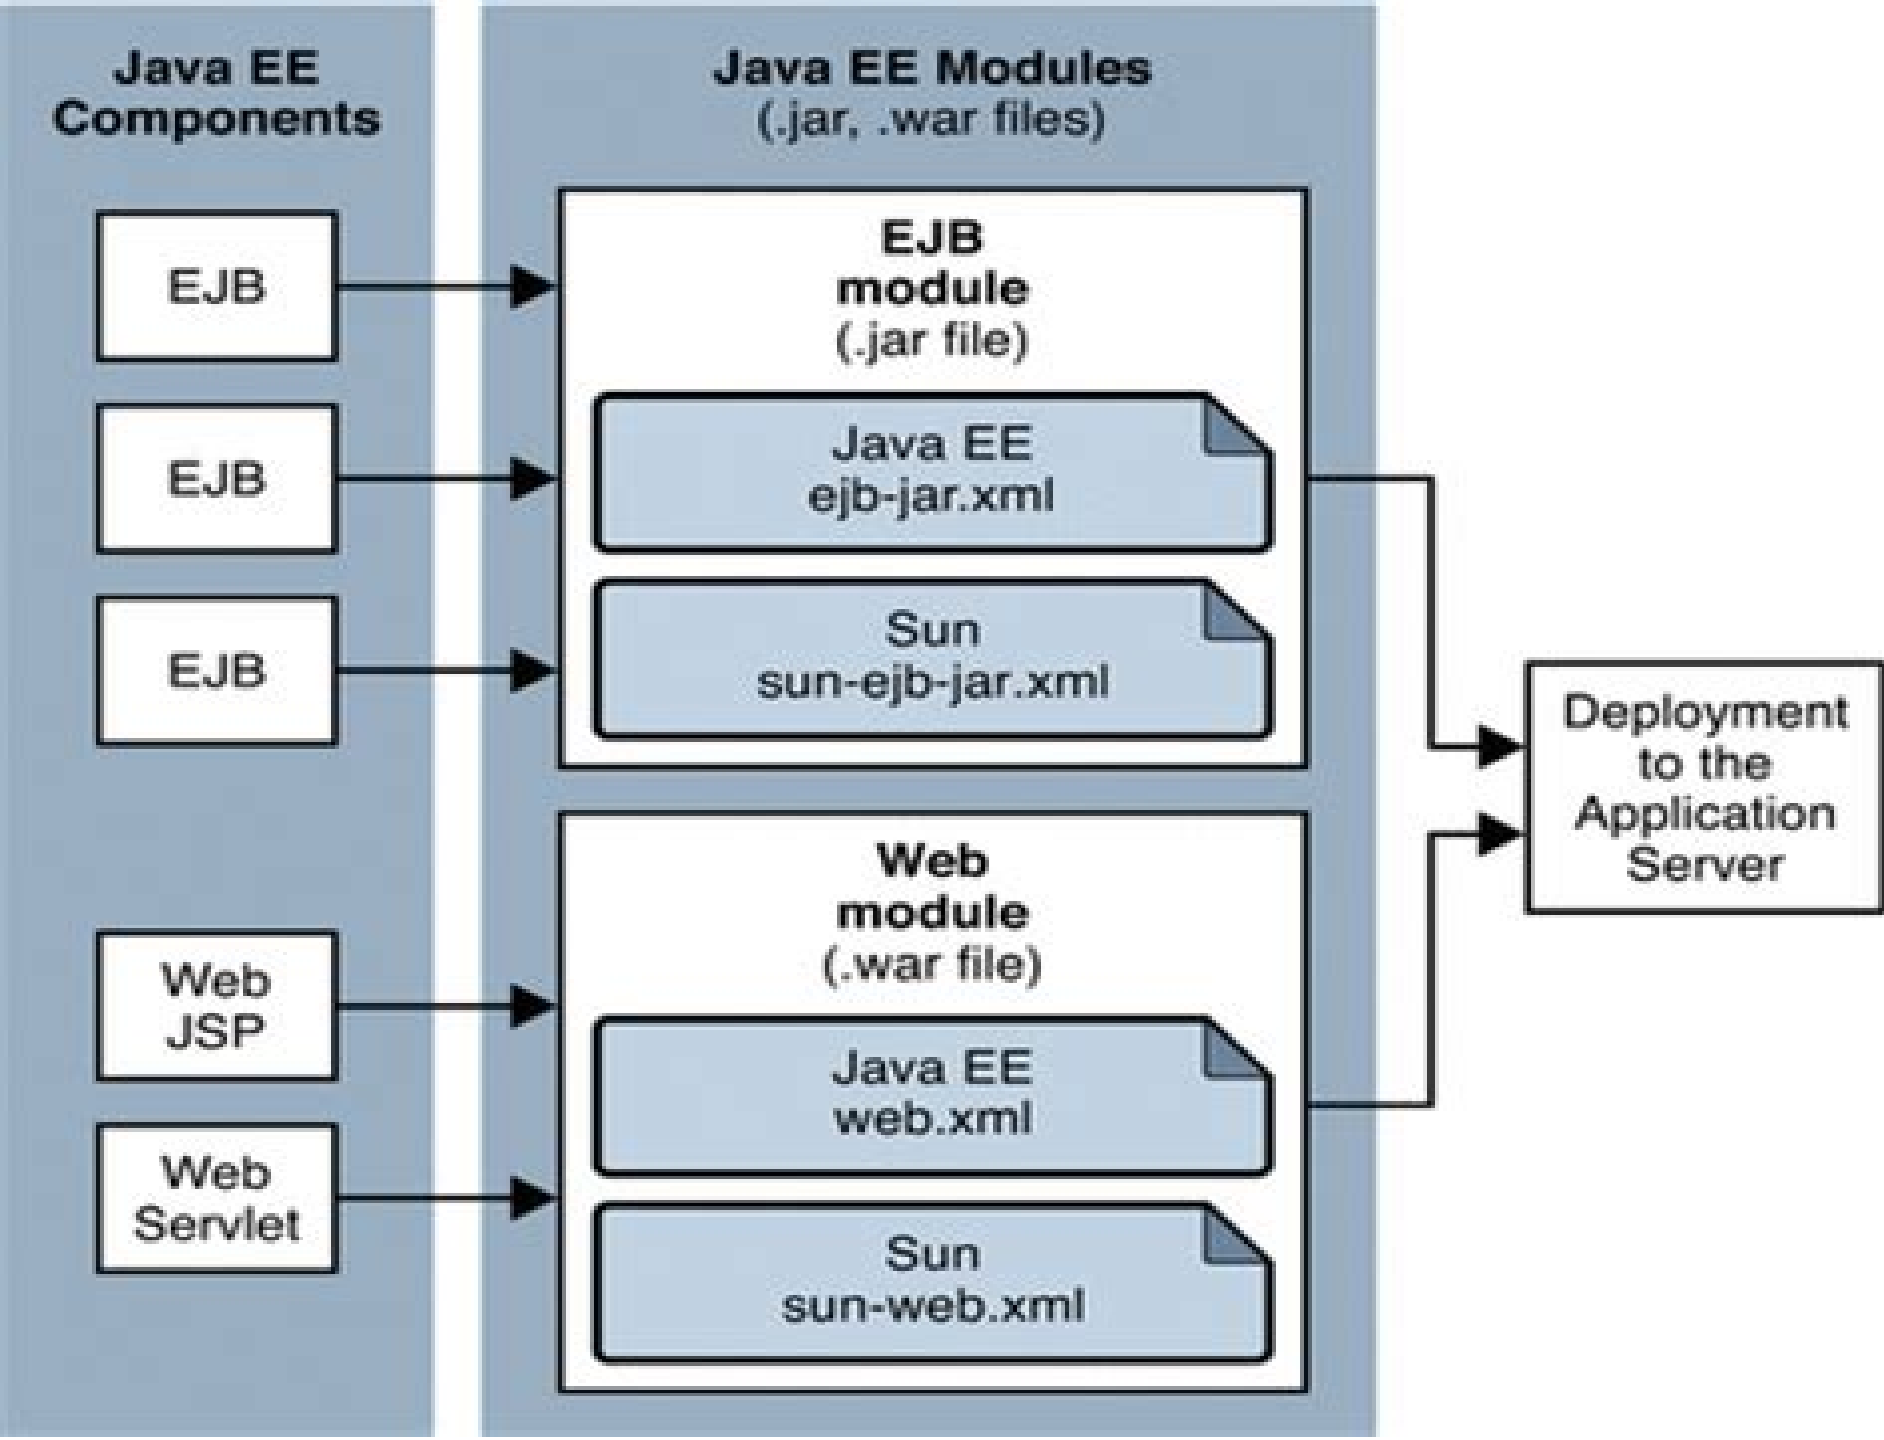 Java EE
Components
EJB
EJB
EJB
Web
JSP
Web
Servlet
Java EE Modules
(.jar, .war files)
EJB
module
(.jar file)
Java EE
ejb-jar.xml
Sun
sun-ejb-jar.xml
Web
module
(.war file)
Java EE
web.xml
Sun
sun-web.xml
Deployment
to the
Application
Server